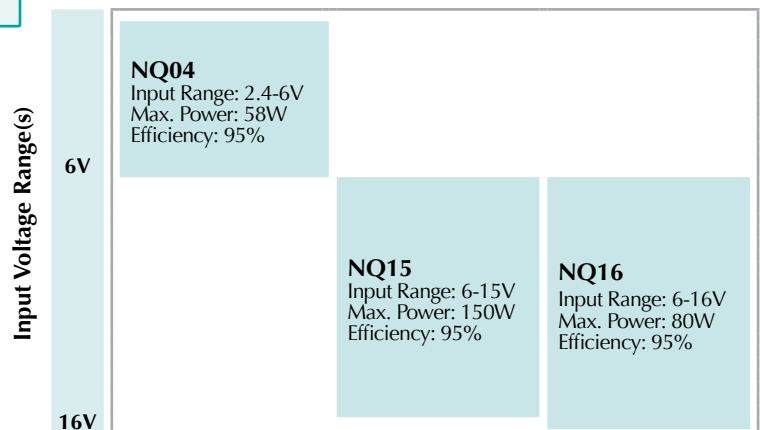 Input Voltage Range(s)
6V
16V
NQ04
Input Range: 2.4-6V
Max. Power: 58W
Efficiency: 95%
NQ15
Input Range: 6-15V
Max. Power: 150W
Efficiency: 95%
NQ16
Input Range: 6-16V
Max. Power: 80W
Efficiency: 95%